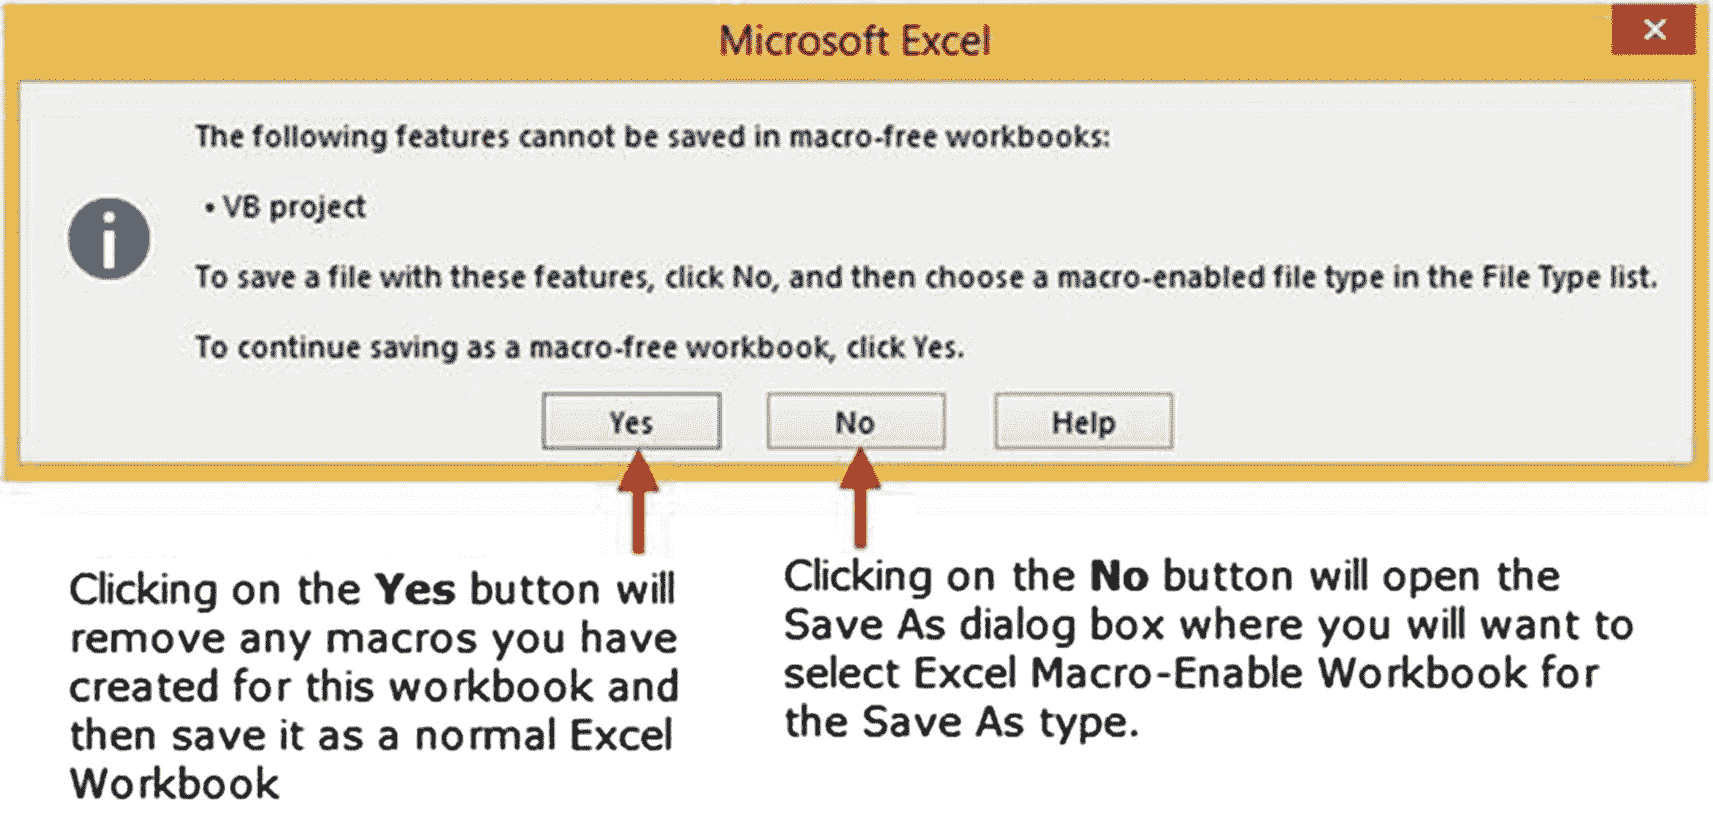 Microsoft Excel
The following features cannot be saved in macro-free workbooks:
• VB project
To save a file with these features, click No, and then choose a macro-enabled file type in the File Type list.
To continue saving as a macro-free workbook, click Yes.
Yes No Help
Clicking on the Yes button will
remove any macros you have
created for this workbook and
then save it as a normal Excel
Workbook
Clicking on the No button will open the
Save As dialog box where you will want to
select Excel Macro-Enable Workbook for
the Save As type.